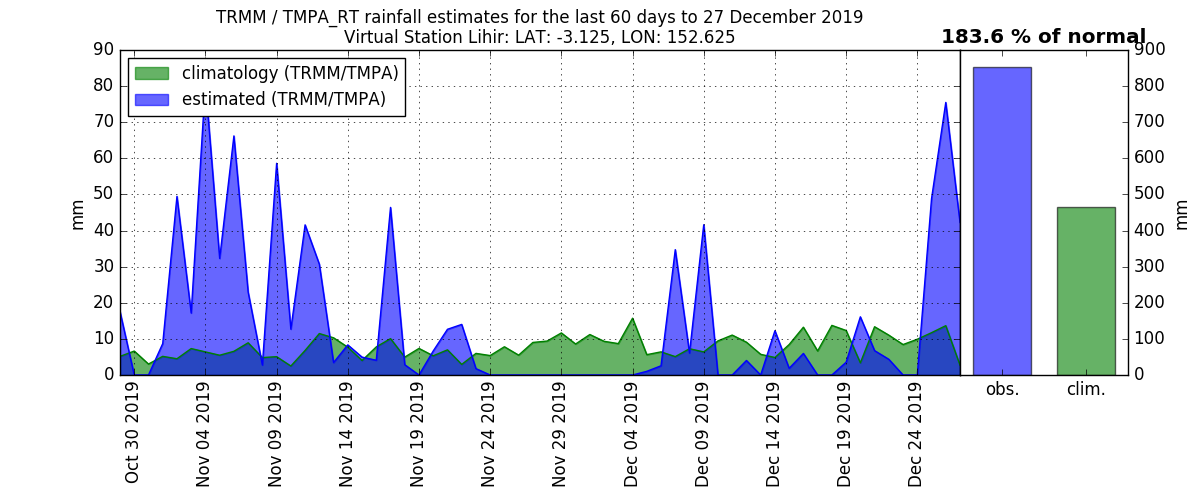 TRMM / TMPA_RT rainfall estimates for the last 60 days to 27 December 2019
Virtual Station Lihir: LAT: -3.125, LON: 152.625
183.6 % of normal
climatology (TRMM/TMPA)
estimated (TRMM/TMPA)
90
80
70
60
50
40
30
20
10
0
mm
Oct 30 2019
Nov 04 2019
Nov 09 2019
Nov 14 2019
Nov 19 2019
Nov 24 2019
Nov 29 2019
Dec 04 2019
Dec 09 2019
Dec 14 2019
Dec 19 2019
Dec 24 2019
900
800
700
600
500
400
300
200
100
0
mm
obs.
clim.